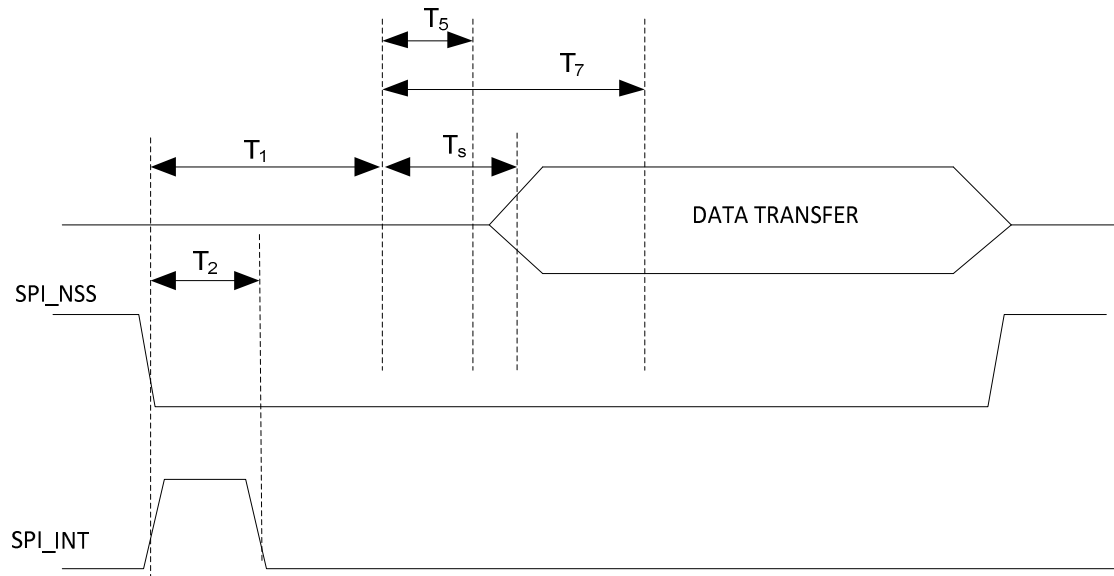 T5
T7
T1
Ts
DATA TRANSFER
T2
SPI_NSS
SPI_INT